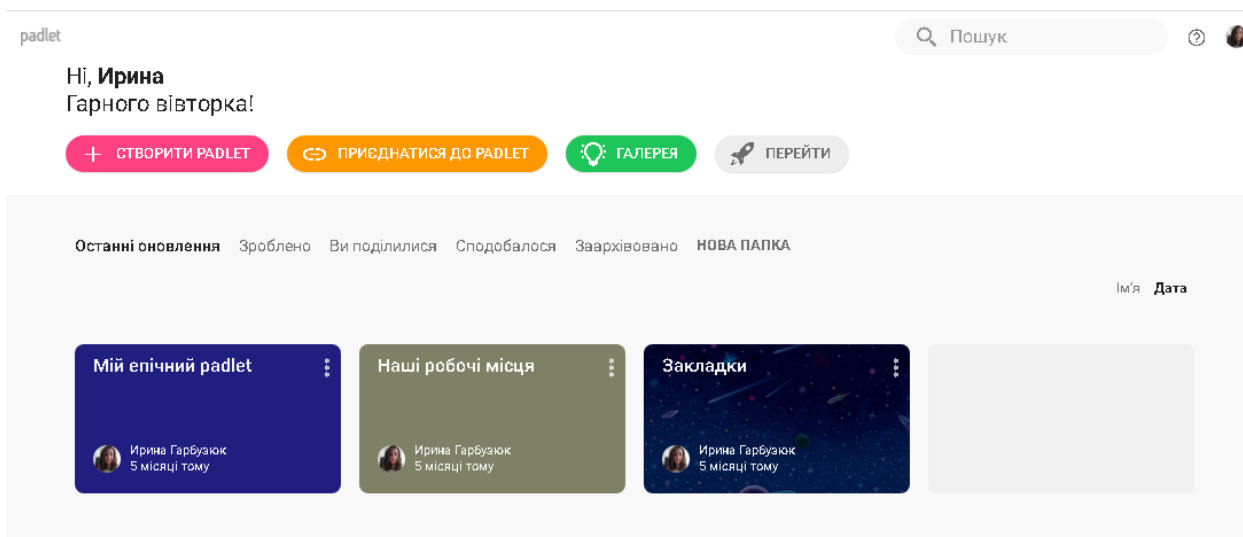 padlet
Пошук
Ні, Ирина
Гарного вівторка!
СТВОРИТИ PADLET
ПРИЄДНАТИСЯ ДО PADLET
ГАЛЕРЕЯ
ПЕРЕЙТИ
Останні оновлення Зроблено Ви поділилися Сподобалося Заархівовано НОВА ПАПКА
Ім'я Дата
Мій епічний padlet
Ирина Гарбузюк
5 місяці тому
Наші робочі місця
Ирина Гарбузюк
5 місяці тому
Закладки
Ирина Гарбузюк
5 місяці тому